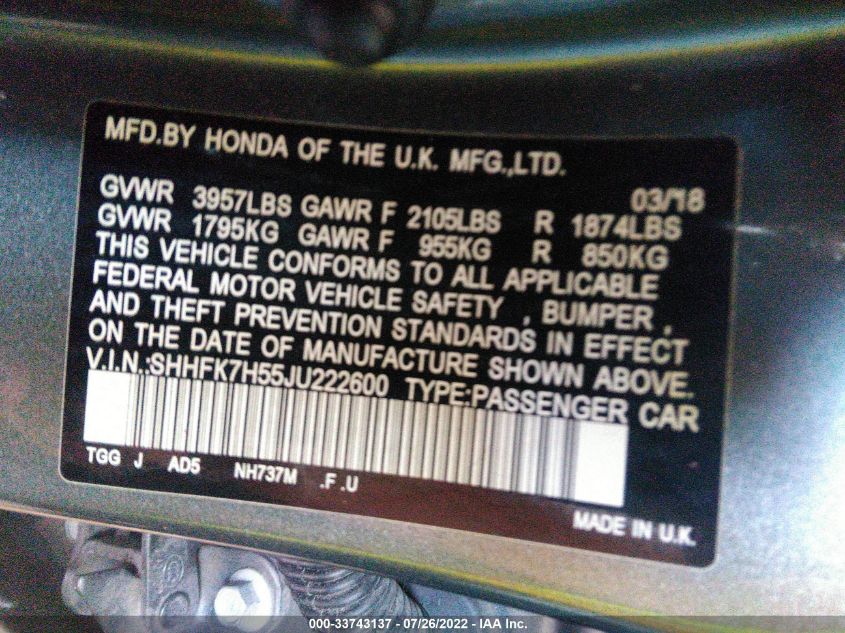 MFD.BY HONDA OF THE U.K. MFG.,LTD.
03/18
GVWR 3957LBS GAWR F 2105LBS R 1874LBS
GVWR 1795KG GAWR F 955KG R 850KG
THIS VEHICLE CONFORMS TO ALL APPLICABLE
FEDERAL MOTOR VEHICLE SAFETY , BUMPER ,
AND THEFT PREVENTION STANDARDS IN EFFECT
ON THE DATE OF MANUFACTURE SHOWN ABOVE.
V.I.N.:SHHFK7H55JU222600 TYPE:PASSENGER CAR
TGG J AD5 NH737M .F .U
MADE IN U.K.
000-33743137 - 07/26/2022 - IAA Inc.